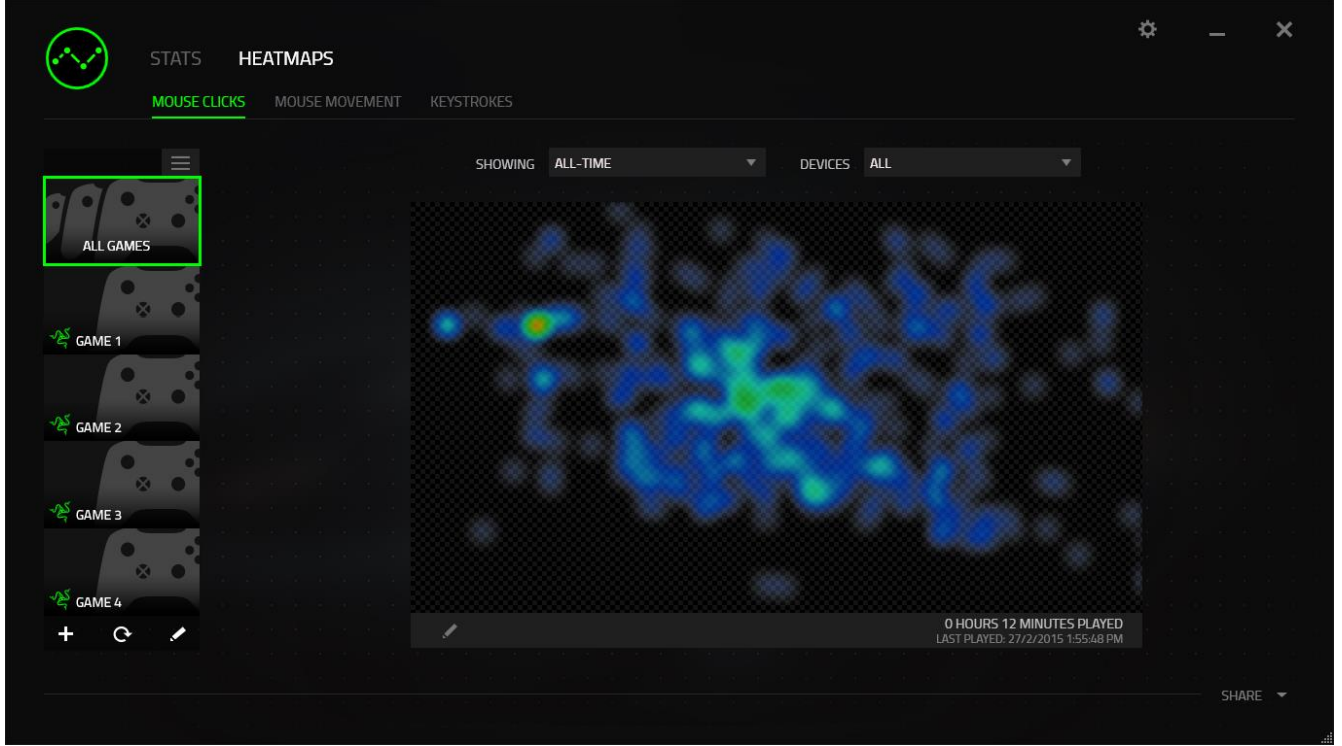 STATS HEATMAPS
MOUSE CLICKS MOUSE MOVEMENT KEYSTROKES
SHOWING ALL-TIME DEVICES ALL
ALL GAMES
GAME 1
GAME 2
GAME 3
GAME 4
0 HOURS 12 MINUTES PLAYED
LAST PLAYED: 27/2/2015 1:55:48 PM
SHARE